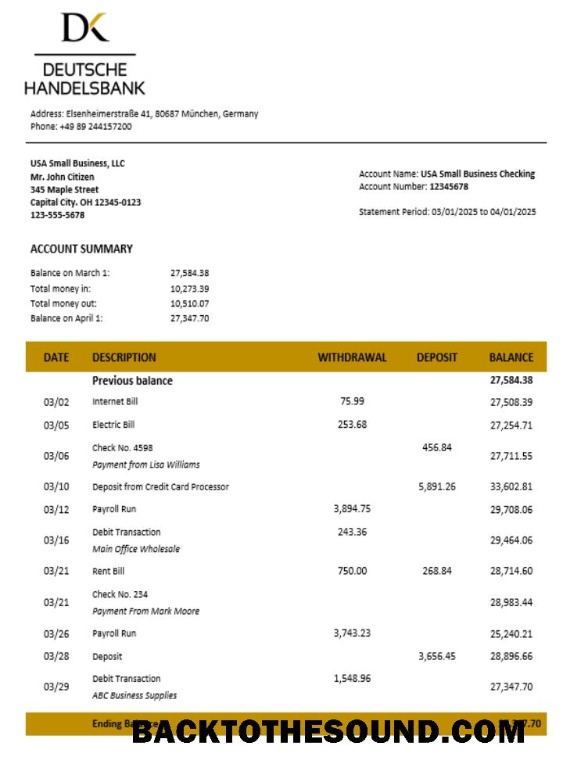 DK
DEUTSCHE
HANDELSBANK
Address: Elsenheimerstraße 41, 80687 München, Germany
Phone: +49 89 244157200
USA Small Business, LLC
Mr. John Citizen
345 Maple Street
Capital City. OH 12345-0123
123-555-5678
Account Name: USA Small Business Checking
Account Number: 12345678
Statement Period: 03/01/2025 to 04/01/2025
ACCOUNT SUMMARY
Balance on March 1: 27,584.38
Total money in: 10,273.39
Total money out: 10,510.07
Balance on April 1: 27,347.70
DATE DESCRIPTION WITHDRAWAL DEPOSIT BALANCE
Previous balance 27,584.38
03/02 Internet Bill 75.99 27,508.39
03/05 Electric Bill 253.68 27,254.71
03/06 Check No. 4598 456.84 27,711.55
Payment from Lisa Williams
03/10 Deposit from Credit Card Processor 5,891.26 33,602.81
03/12 Payroll Run 3,894.75 29,708.06
03/16 Debit Transaction 243.36 29,464.06
Main Office Wholesale
03/21 Rent Bill 750.00 268.84 28,714.60
03/21 Check No. 234 28,983.44
Payment From Mark Moore
03/26 Payroll Run 3,743.23 25,240.21
03/28 Deposit 3,656.45 28,896.66
03/29 Debit Transaction 1,548.96 27,347.70
ABC Business Supplies
Ending
BACKTOTHESOUND.COM